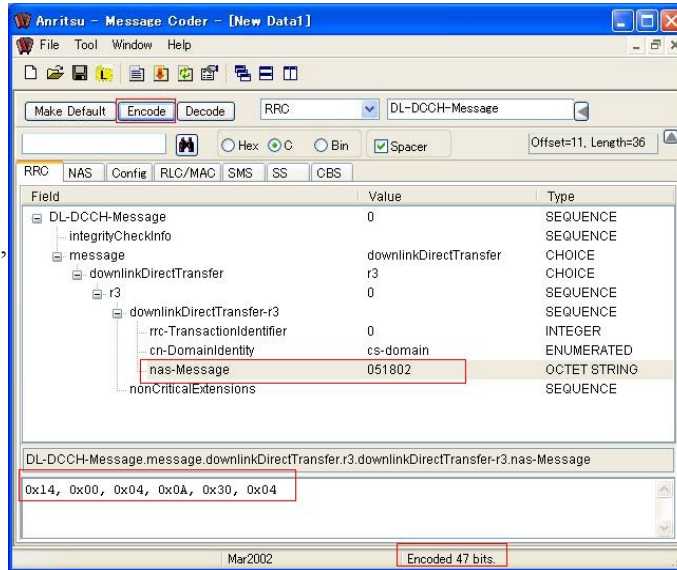 Anritsu - Message Coder - [New Data1]
File Tool Window Help
Make Default Encode Decode RRC DL-DCCH-Message
Hex C Bin Spacer Offset=11, Length=36
RRC NAS Config RLC/MAC SMS SS CBS
Field Value Type
DL-DCCH-Message 0 SEQUENCE
integrityCheckInfo SEQUENCE
,
message downlinkDirectTransfer CHOICE
downlinkDirectTransfer r3 CHOICE
r3 0 SEQUENCE
downlinkDirectTransfer-r3 SEQUENCE
rrc-TransactionIdentifier 0 INTEGER
cn-DomainIdentity cs-domain ENUMERATED
nas-Message 051802 OCTET STRING
nonCriticalExtensions SEQUENCE
DL-DCCH-Message.message.downlinkDirectTransfer.r3.downlinkDirectTransfer-r3.nas-Message
0x14, 0x00, 0x04, 0x0A, 0x30, 0x04
Mar2002 Encoded 47 bits.